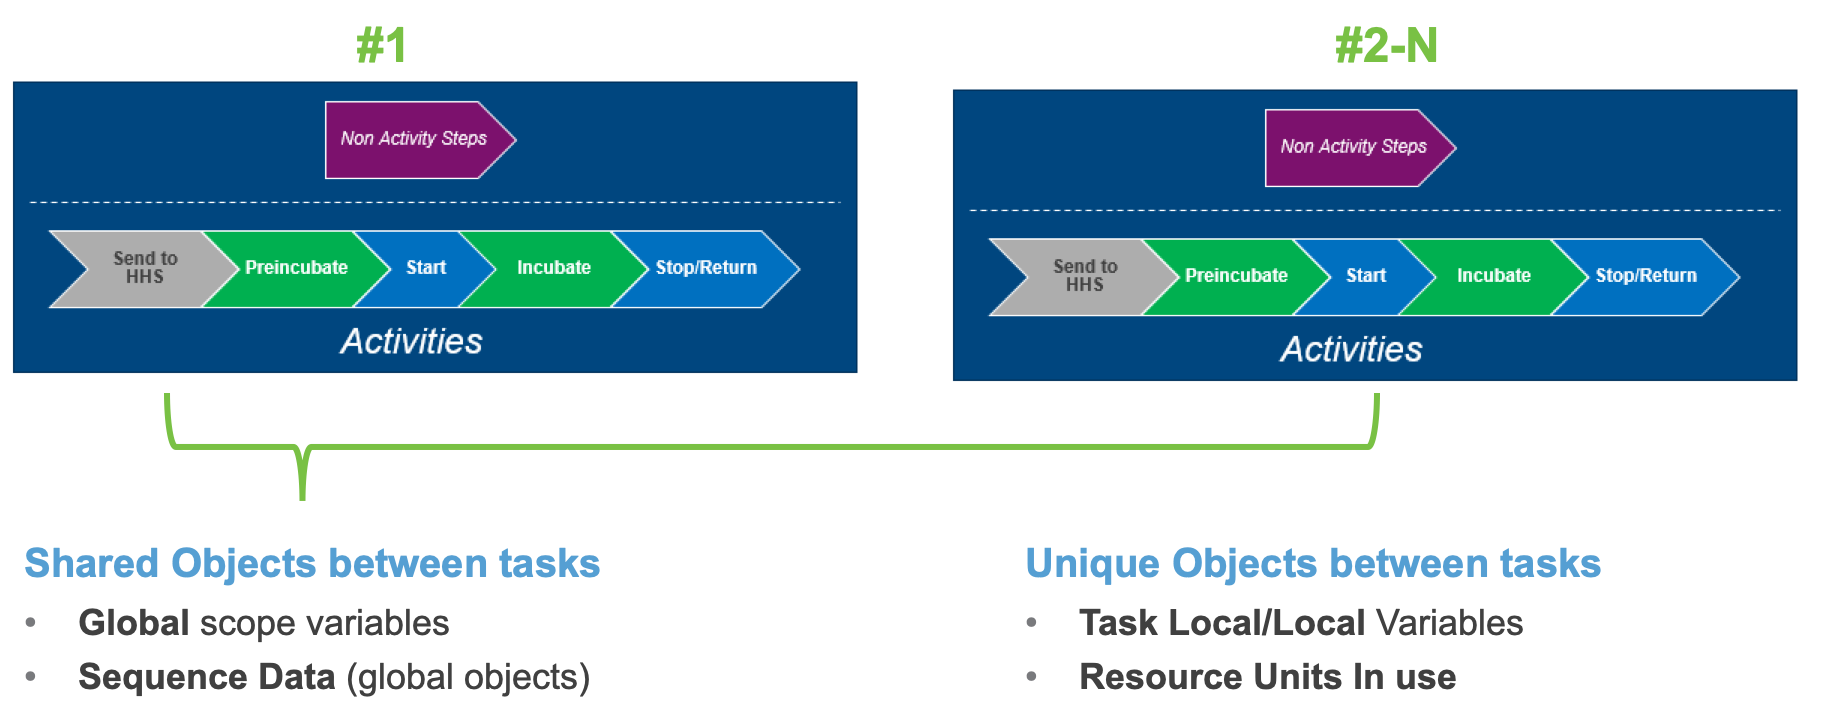 #1
Non Activity Steps
Send to
HHS
Preincubate
Start
Incubate
Stop/Return
Activities
#2-N
Non Activity Steps
Send to
HHS
Preincubate
Start
Incubate
Stop/Return
Activities
Shared Objects between tasks
• Global scope variables
• Sequence Data (global objects)
Unique Objects between tasks
• Task Local/Local Variables
• Resource Units In use